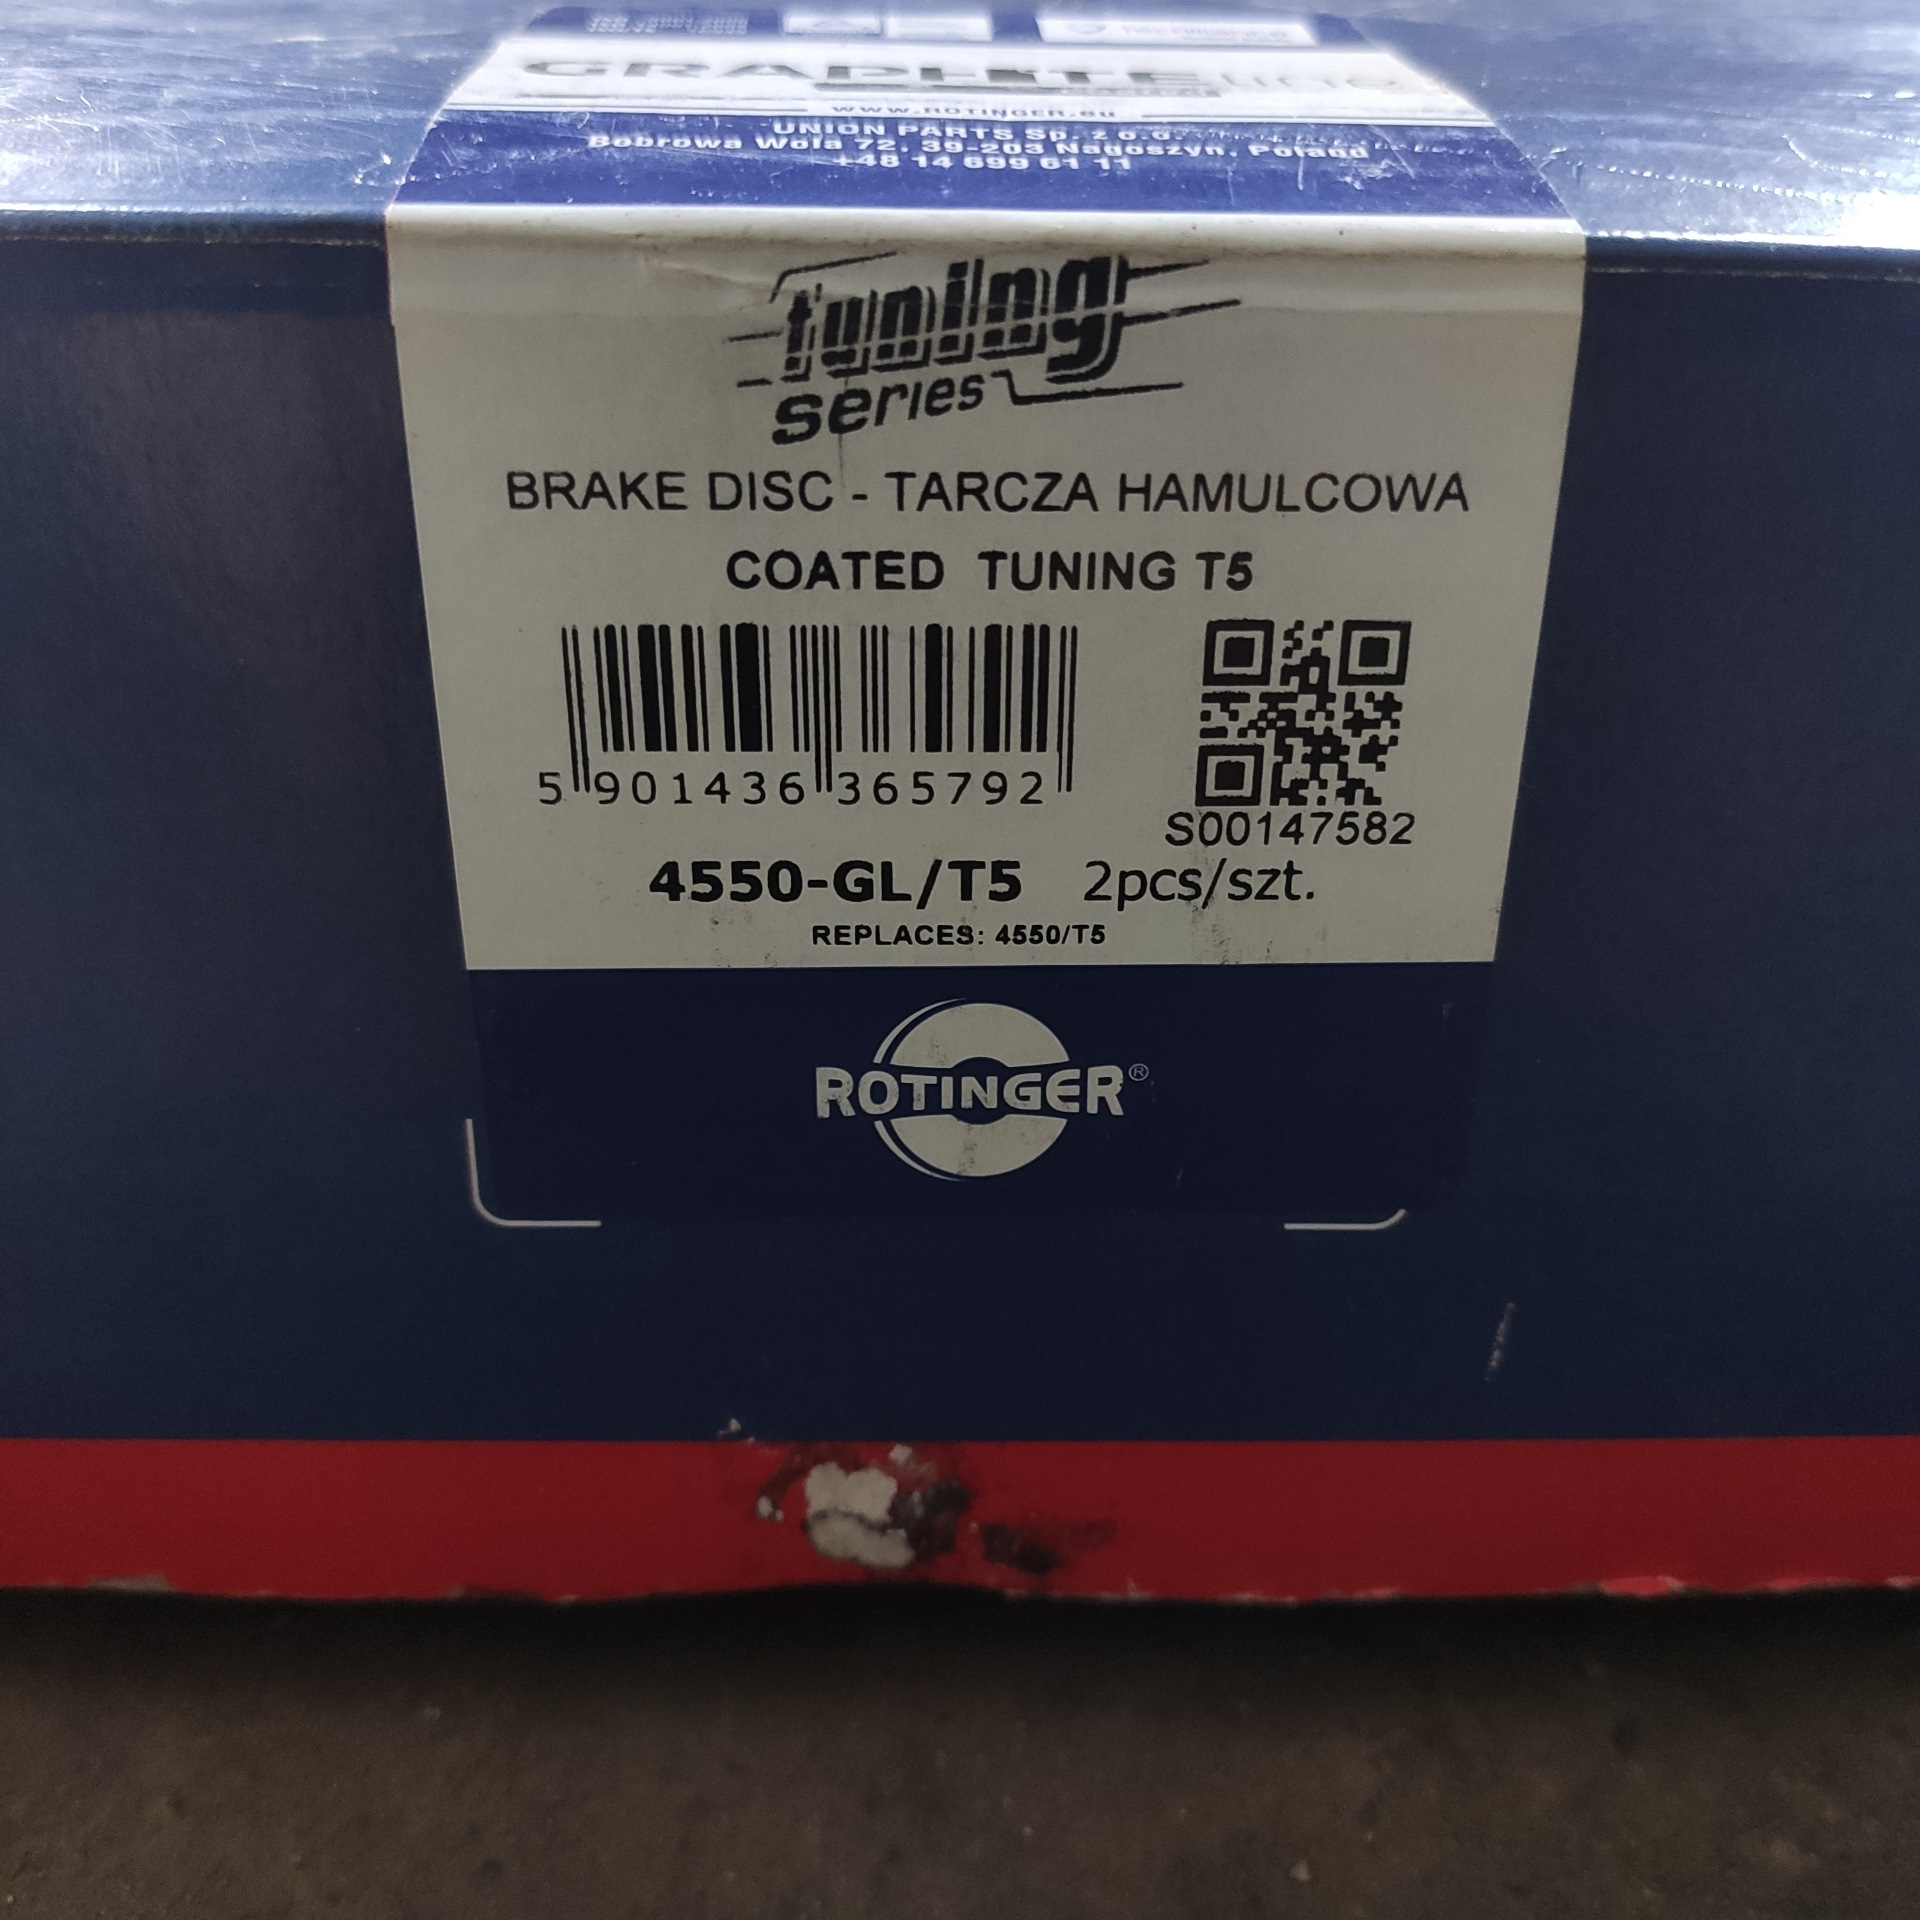 GRAPHITE line
www.ROTINGER.eu
UNION PARTS Sp. z o.o.
Bobrowa Wola 72, 39-203 Nagoszyn, Poland
+48 14 699 61 11
tuning
series
BRAKE DISC - TARCZA HAMULCOWA
COATED TUNING T5
5 901436 365792
S00147582
4550-GL/T5 2pcs/szt.
REPLACES: 4550/T5
ROTINGER®